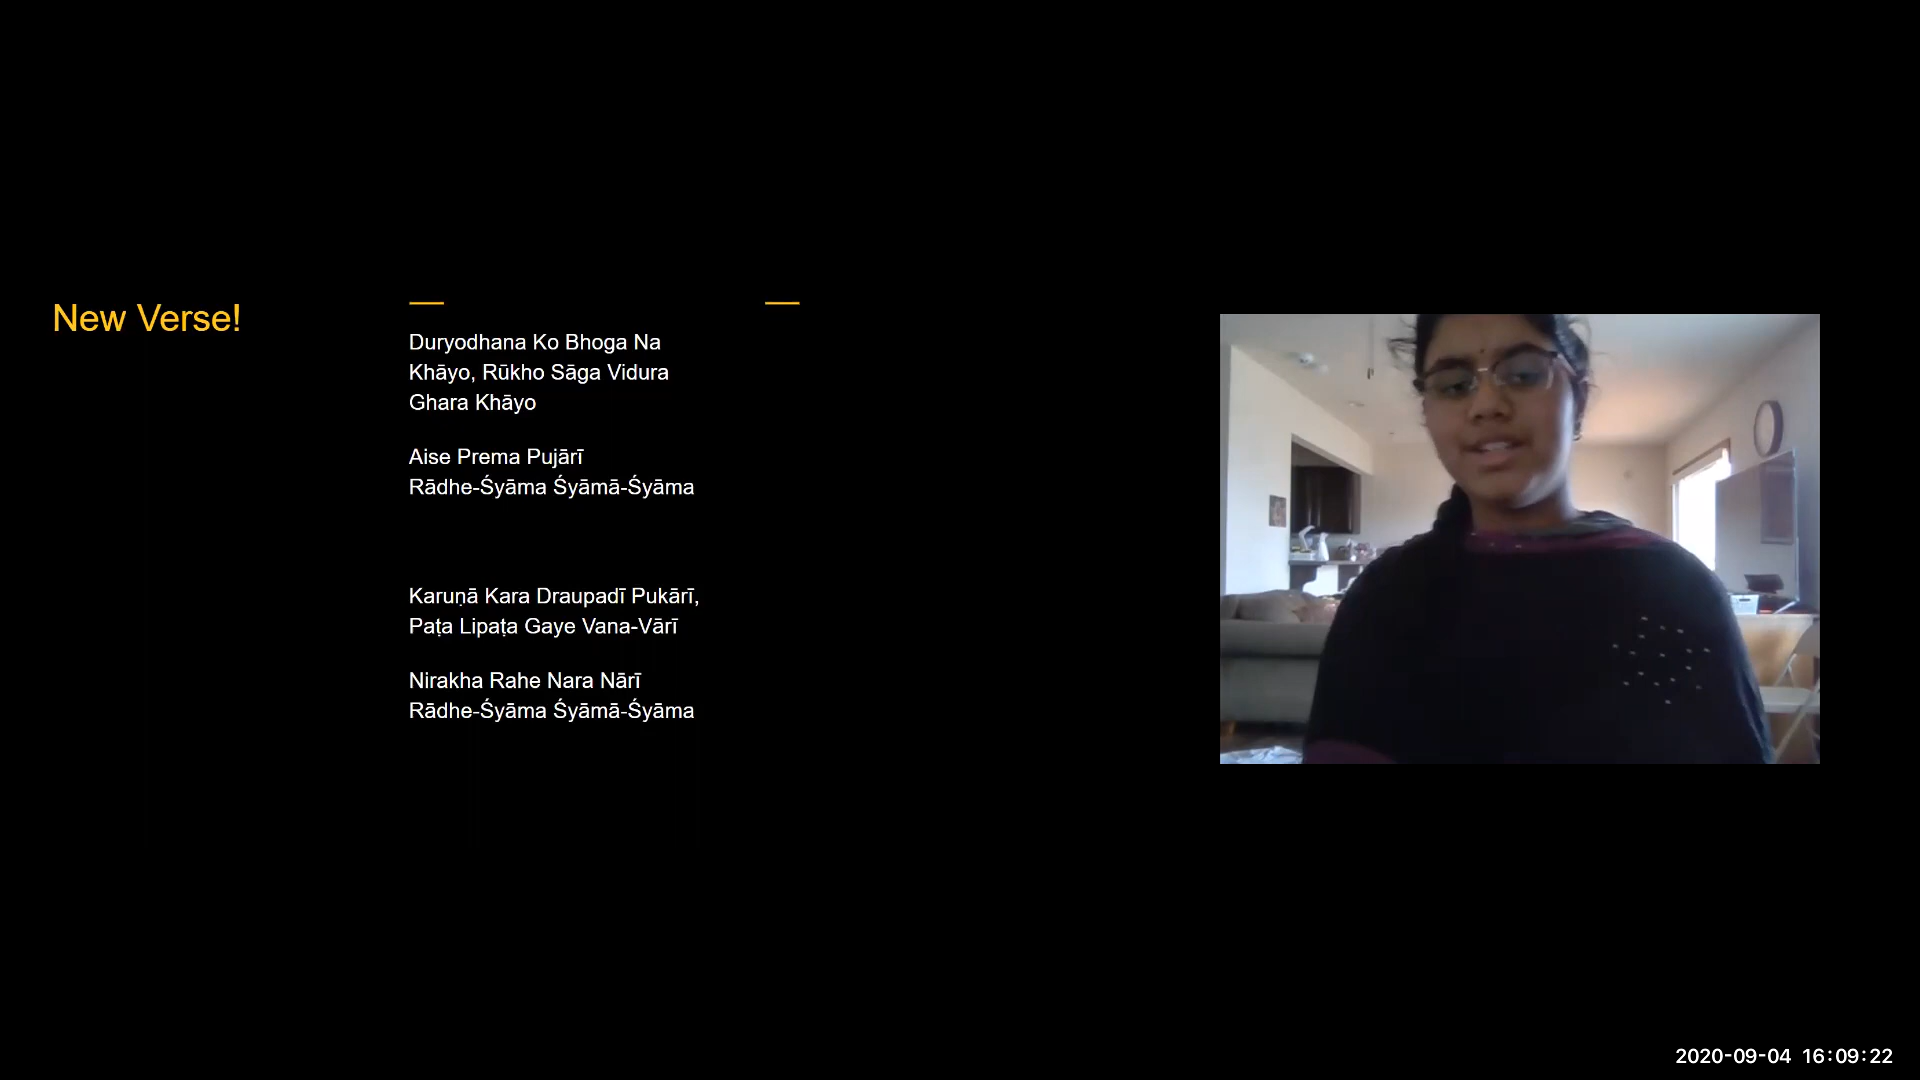 New Verse!
Duryodhana Ko Bhoga Na
Khāyo, Rūkho Sāga Vidura
Ghara Khāyo
Aise Prema Pujārī
Rādhe-Śyāma Śyāmā-Śyāma
Karuṇā Kara Draupadī Pukārī,
Paṭa Lipaṭa Gaye Vana-Vārī
Nirakha Rahe Nara Nārī
Rādhe-Śyāma Śyāmā-Śyāma
2020-09-04 16:09:22